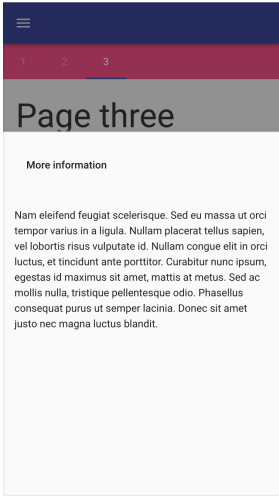 1 2 3
Page three
More information
Nam eleifend feugiat scelerisque. Sed eu massa ut orci
tempor varius in a ligula. Nullam placerat tellus sapien,
vel lobortis risus vulputate id. Nullam congue elit in orci
luctus, et tincidunt ante porttitor. Curabitur nunc ipsum,
egestas id maximus sit amet, mattis at metus. Sed ac
mollis nulla, tristique pellentesque odio. Phasellus
consequat purus ut semper lacinia. Donec sit amet
justo nec magna luctus blandit.